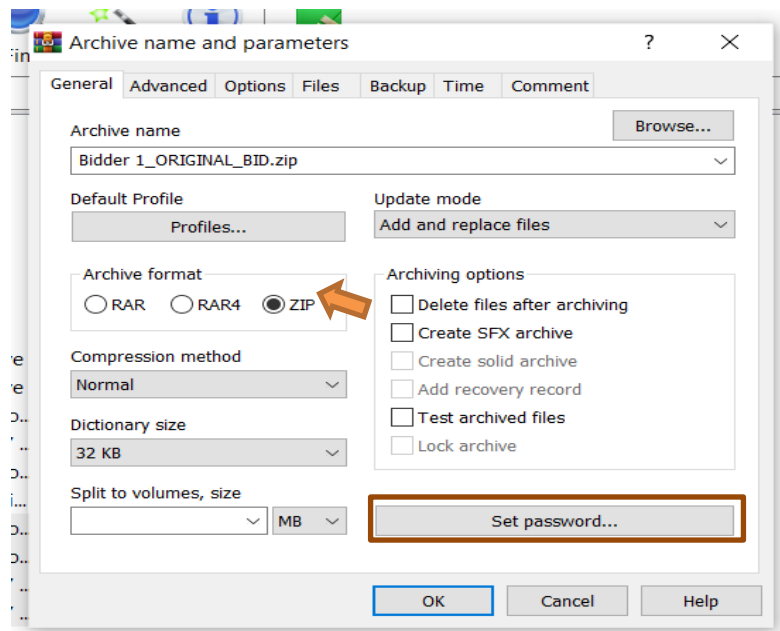 Fin
Archive name and parameters
?
General Advanced Options Files Backup Time Comment
Archive name
Browse...
Bidder 1_ORIGINAL_BID.zip
Default Profile
Update mode
Profiles...
Add and replace files
Archive format
Archiving options
RAR RAR4 ZIP
Delete files after archiving
Create SFX archive
Compression method
Create solid archive
Normal
Add recovery record
Dictionary size
Test archived files
32 KB
Lock archive
Split to volumes, size
MB
Set password...
OK Cancel Help